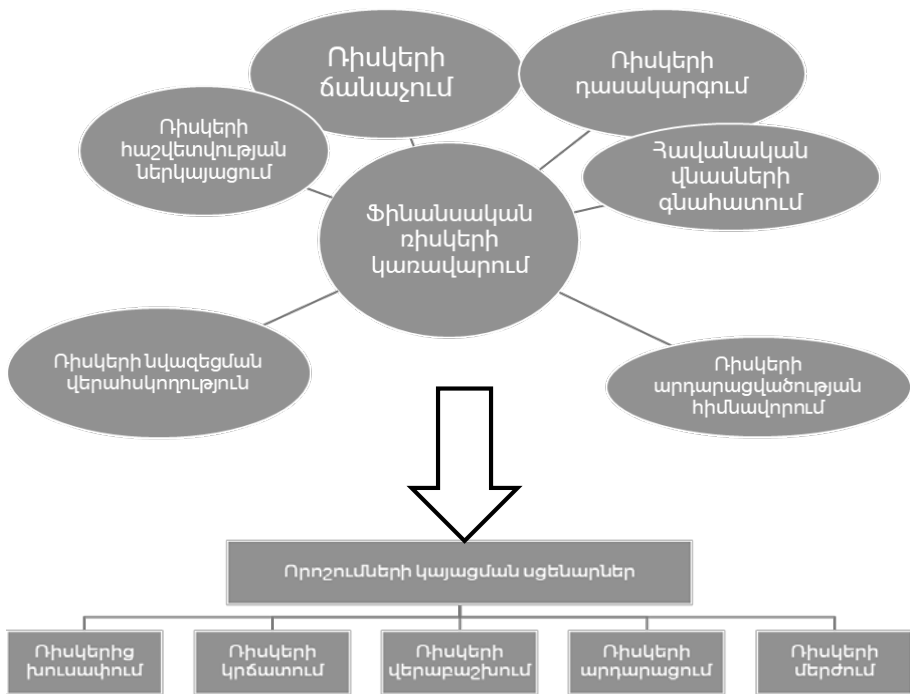 Ռիսկերի
ճանաչում
Ռիսկերի
դասակարգում
Ռիսկերի
հաշվետվության
ներկայացում
Հավանական
վնասների
գնահատում
Ֆինանսական
ռիսկերի
կառավարում
Ռիսկերի նվազեցման
վերահսկողություն
Ռիսկերի
արդարացվածության
հիմնավորում
Որոշումների կայացման սցենարներ
Ռիսկերից
խուսափում
Ռիսկերի
կրճատում
Ռիսկերի
վերաբաշխում
Ռիսկերի
արդարացում
Ռիսկերի
մերժում